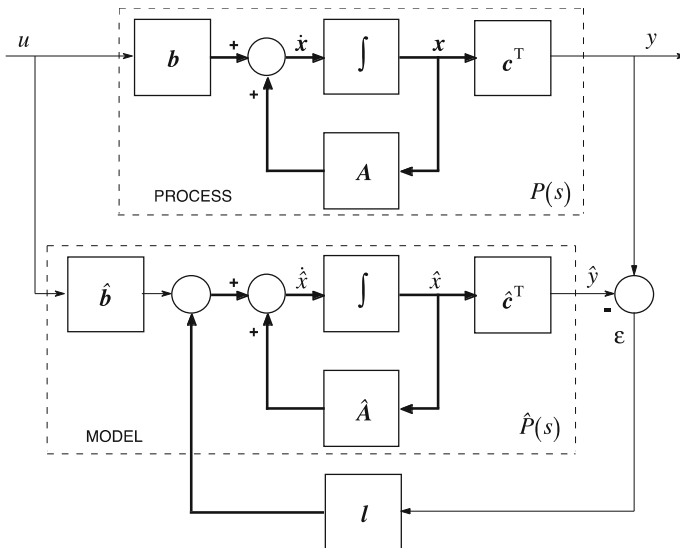 u
b
+
ẋ
∫
x
cᵀ
y
+
A
PROCESS
P(s)
b̂
+
x̂̇
∫
x̂
ĉᵀ
ŷ
-
ε
+
Â
MODEL
P̂(s)
l